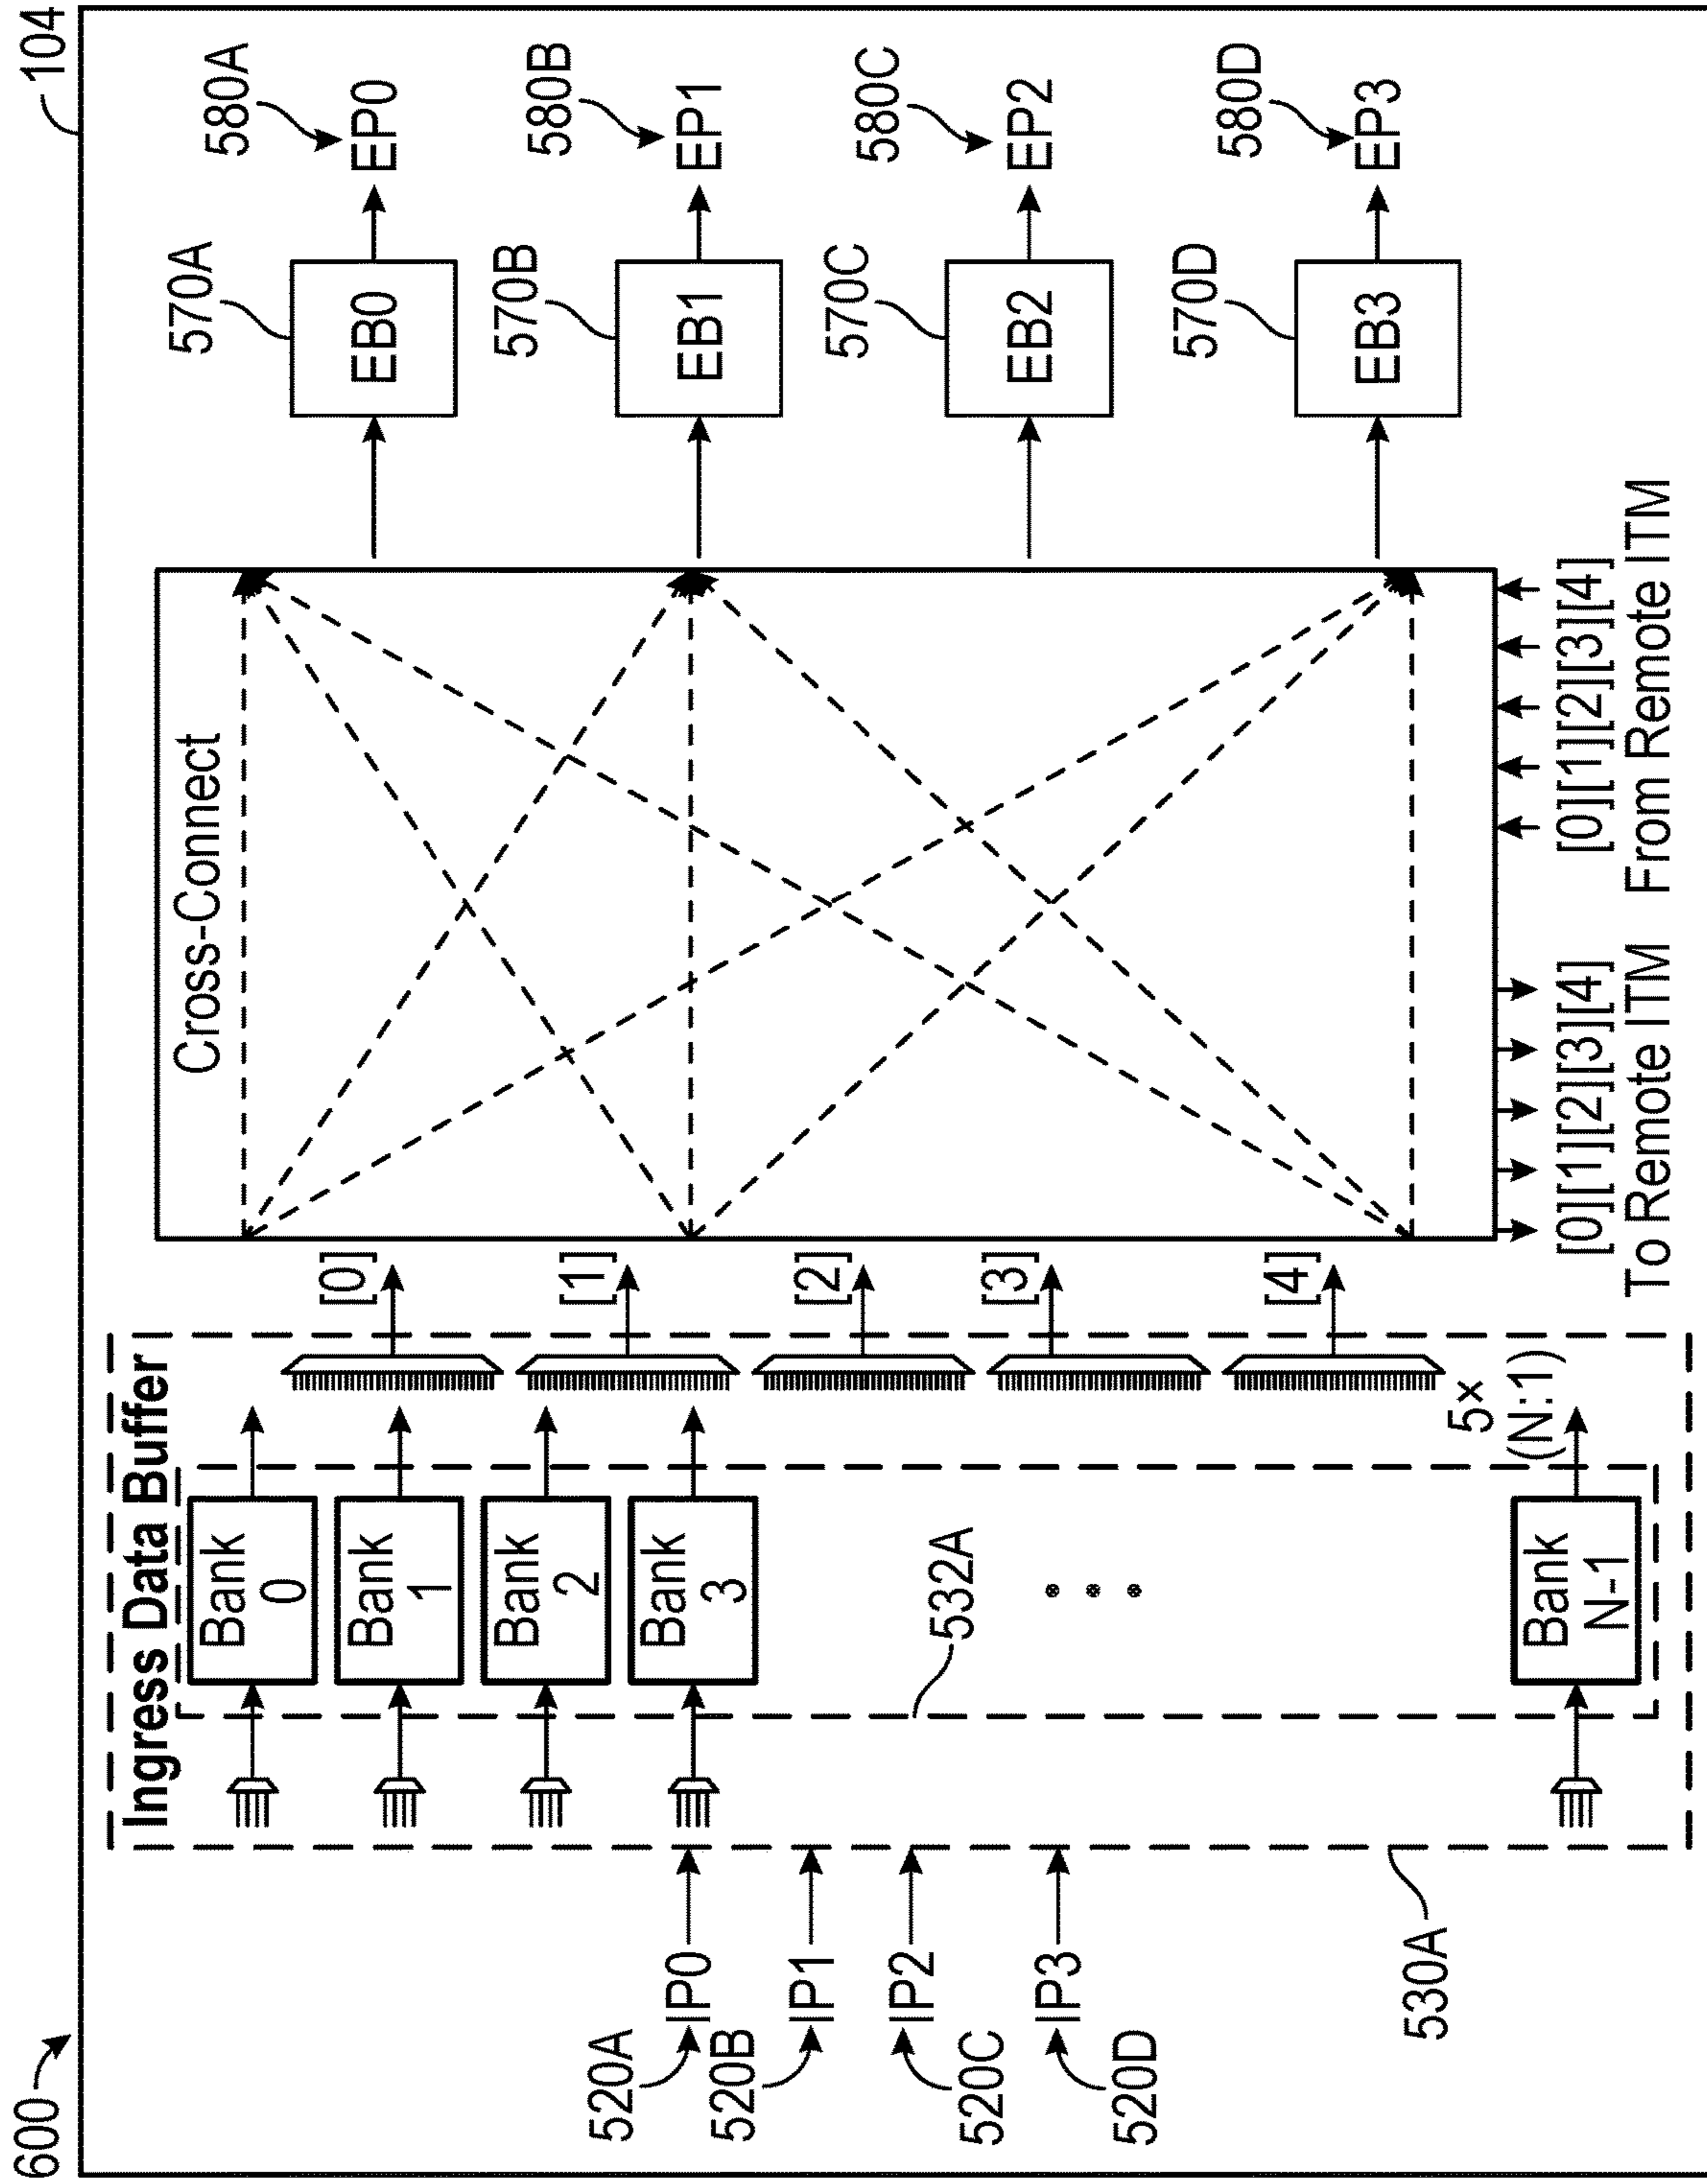 600
104
Ingress Data Buffer
Cross-Connect
520A
IP0
520B
IP1
520C
IP2
520D
IP3
530A
Bank
0
Bank
1
Bank
2
Bank
3
532A
Bank
N-1
5×
(N:1)
[0]
[1]
[2]
[3]
[4]
[0][1][2][3][4]
To Remote ITM
[0][1][2][3][4]
From Remote ITM
570A
EB0
580A
EP0
570B
EB1
580B
EP1
570C
EB2
580C
EP2
570D
EB3
580D
EP3